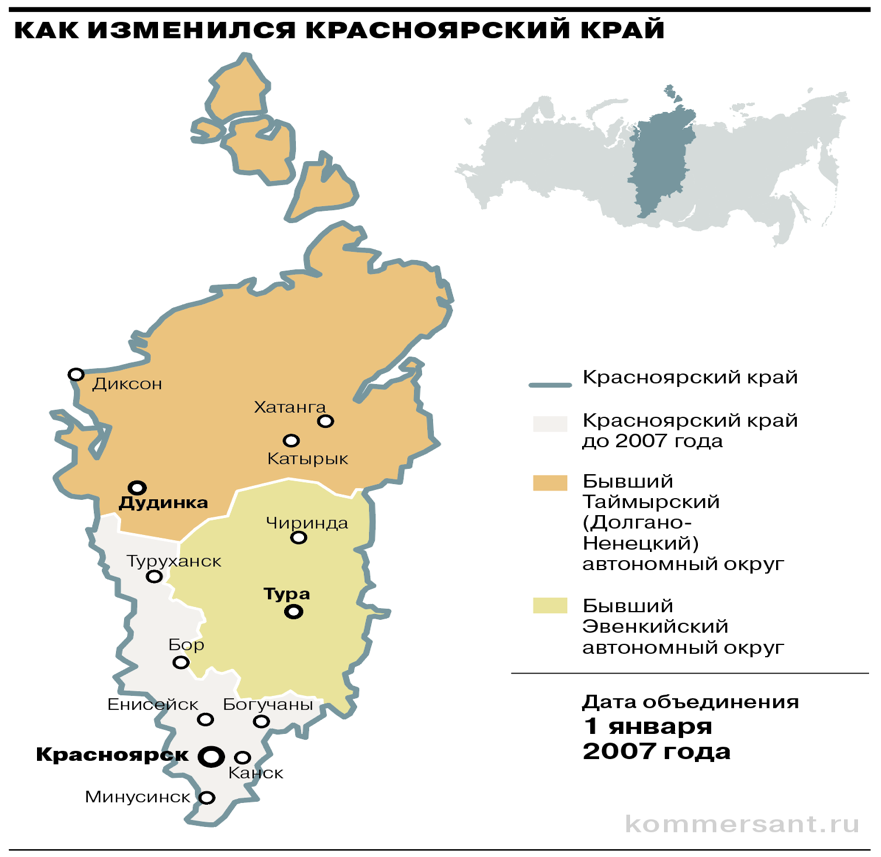 КАК ИЗМЕНИЛСЯ КРАСНОЯРСКИЙ КРАЙ
Диксон
Хатанга
Катырык
Дудинка
Чиринда
Туруханск
Тура
Бор
Енисейск
Богучаны
Красноярск
Канск
Минусинск
Красноярский край
Красноярский край
до 2007 года
Бывший
Таймырский
(Долгано-
Ненецкий)
автономный округ
Бывший
Эвенкийский
автономный округ
Дата объединения
1 января
2007 года
kommersant.ru